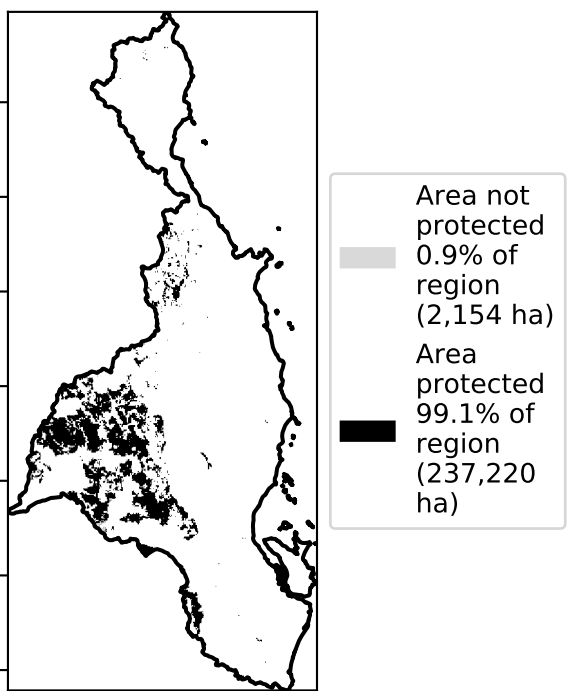 Area not
protected
0.9% of
region
(2,154 ha)
Area
protected
99.1% of
region
(237,220
ha)